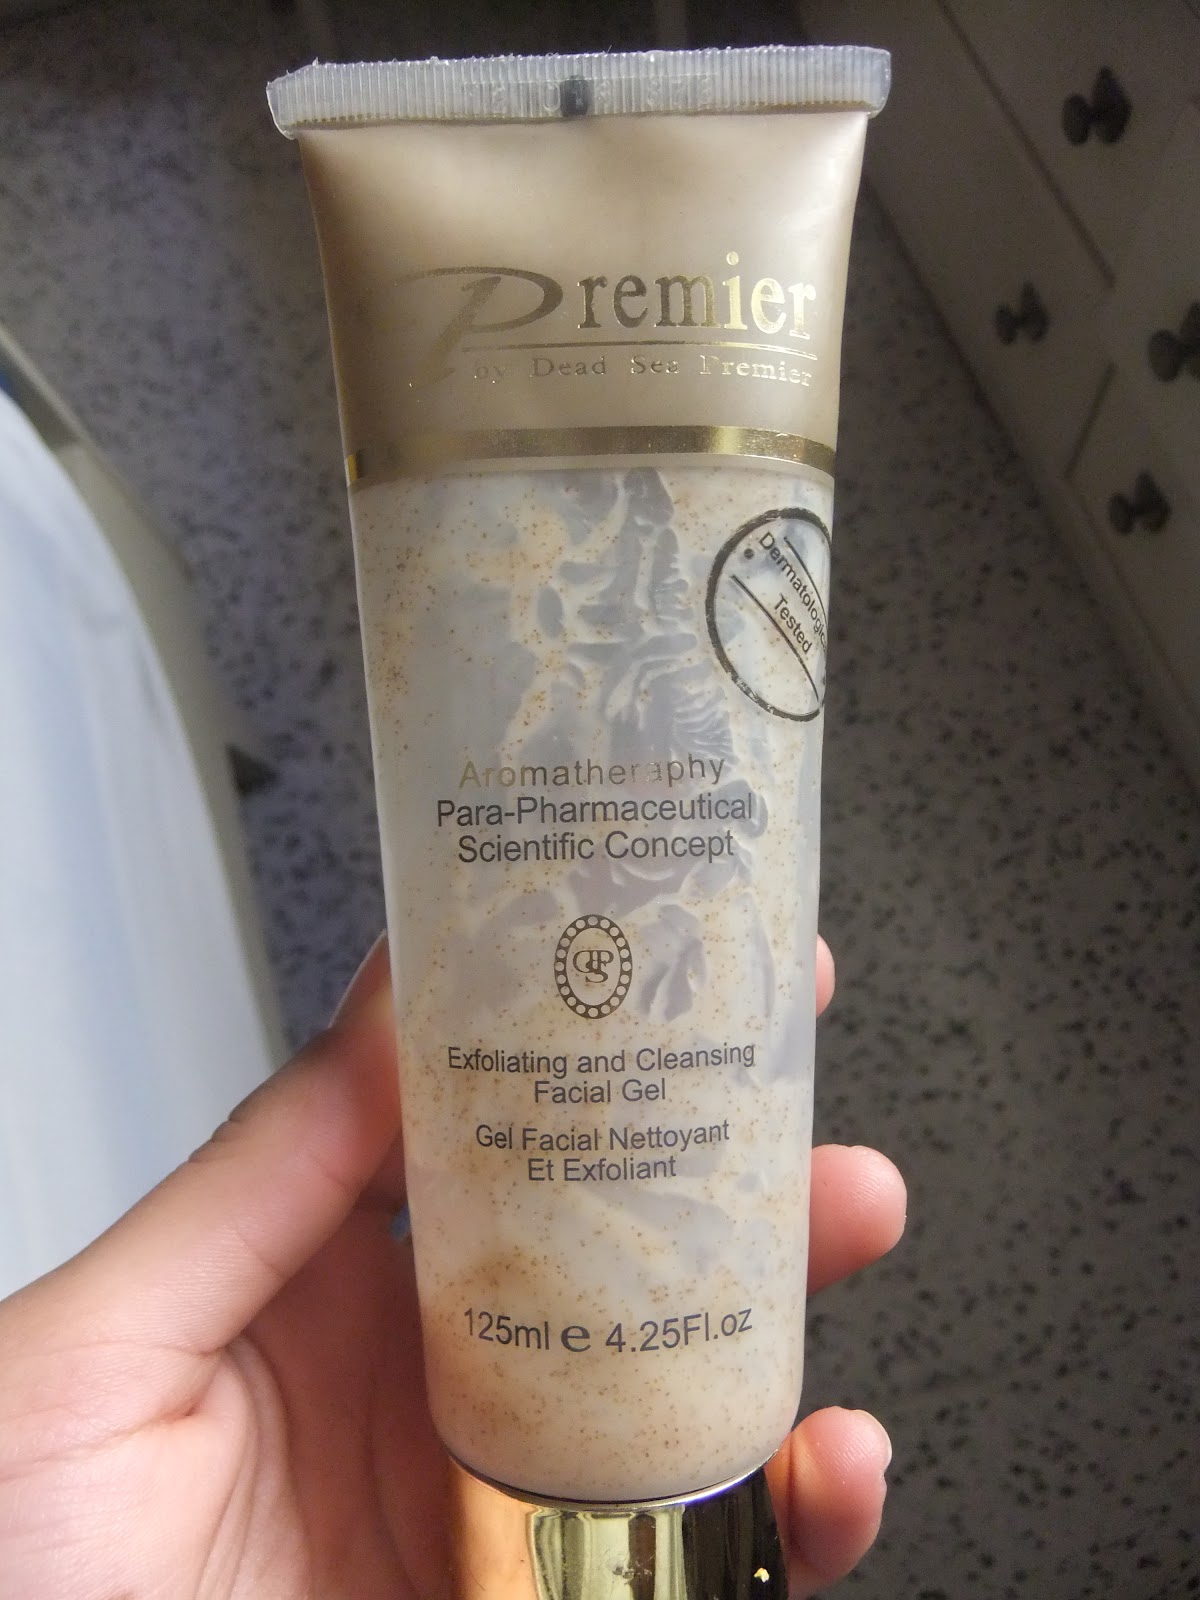 Premier
by Dead Sea Premier
Dermatologic
Tested
Aromatheraphy
Para-Pharmaceutical
Scientific Concept
Exfoliating and Cleansing
Facial Gel
Gel Facial Nettoyant
Et Exfoliant
125ml e 4.25Fl.oz